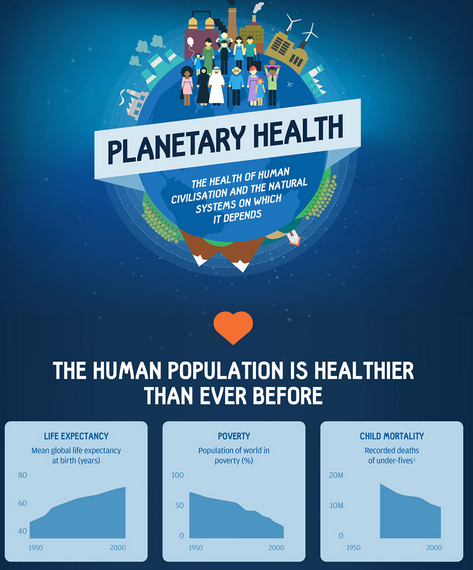 PLANETARY HEALTH
THE HEALTH OF HUMAN
CIVILISATION AND THE NATURAL
SYSTEMS ON WHICH
IT DEPENDS
THE HUMAN POPULATION IS HEALTHIER
THAN EVER BEFORE
LIFE EXPECTANCY
Mean global life expectancy
at birth (years)
80
60
40
1950 2000
POVERTY
Population of world in
poverty (%)
100
50
0
1950 2000
CHILD MORTALITY
Recorded deaths
of under-fives¹
20M
10M
0
1950 2000